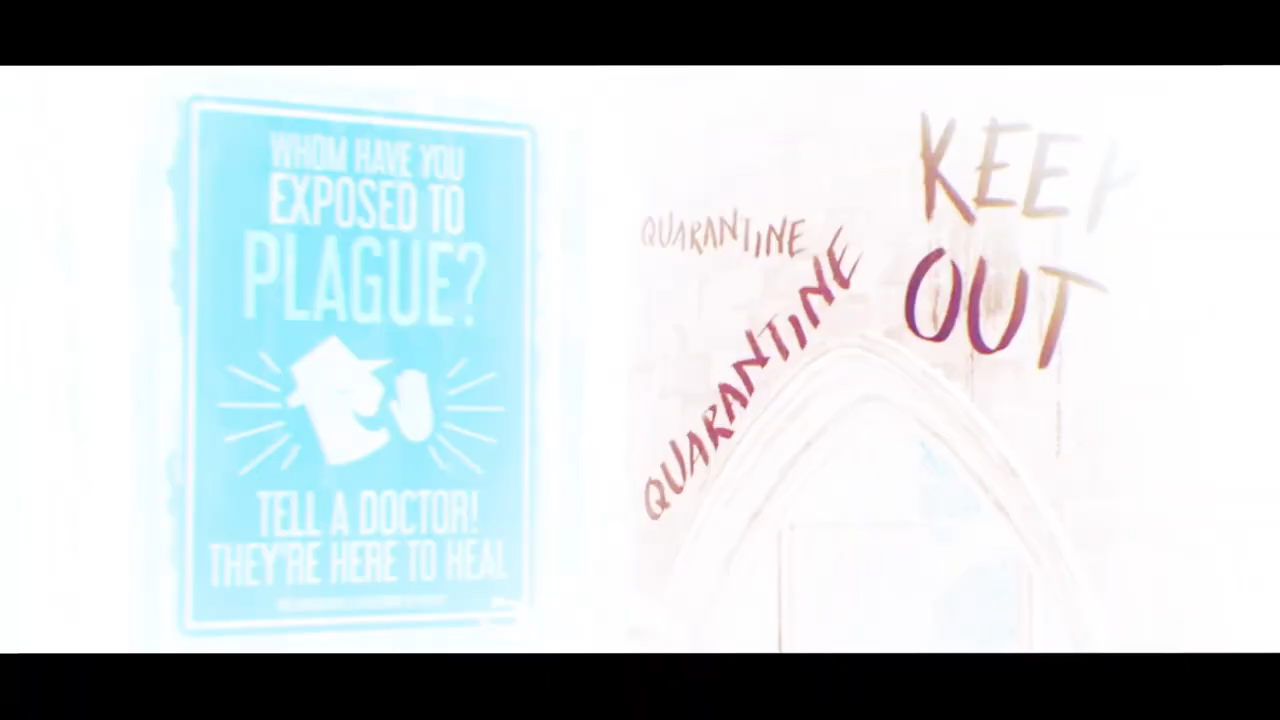 WHOM HAVE YOU
EXPOSED TO
PLAGUE?
TELL A DOCTOR!
THEY'RE HERE TO HEAL
QUARANTINE
QUARANTINE
KEEP
OUT